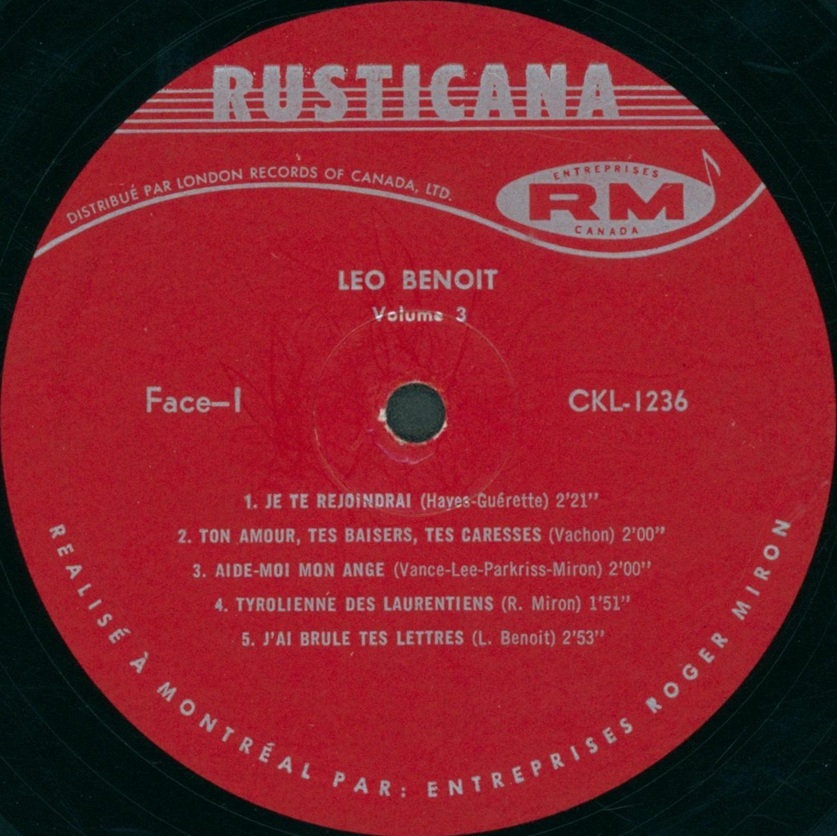 RUSTICANA
DISTRIBUÉ PAR LONDON RECORDS OF CANADA, LTD.
ENTREPRISES
RM
CANADA
LEO BENOIT
Volume 3
Face-1
CKL-1236
1. JE TE REJOINDRAI (Hayes-Guérette) 2'21"
2. TON AMOUR, TES BAISERS, TES CARESSES (Vachon) 2'00"
3. AIDE-MOI MON ANGE (Vance-Lee-Parkriss-Miron) 2'00"
4. TYROLIENNE DES LAURENTIENS (R. Miron) 1'51"
5. J'AI BRULE TES LETTRES (L. Benoit) 2'53"
REALISÉ À MONTRÉAL PAR: ENTREPRISES ROGER MIRON